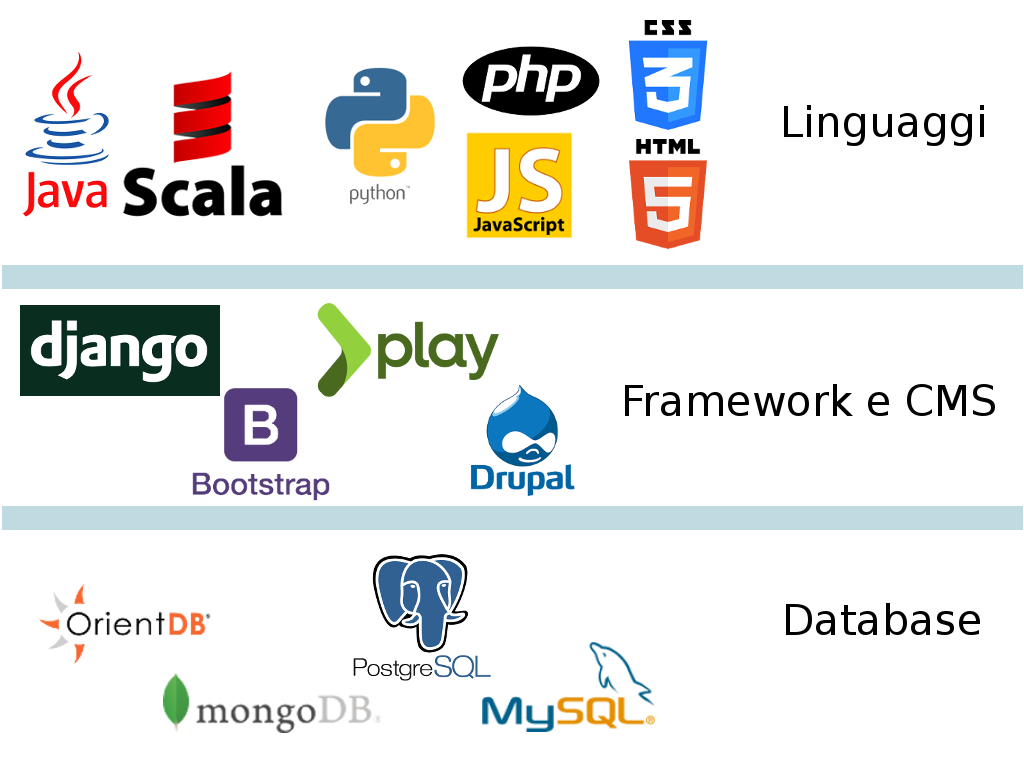 Java
Scala
python™
php
JS
JavaScript
CSS
3
HTML
5
Linguaggi
django
play
B
Bootstrap
Drupal
Framework e CMS
OrientDB®
PostgreSQL
mongoDB®
MySQL®
Database